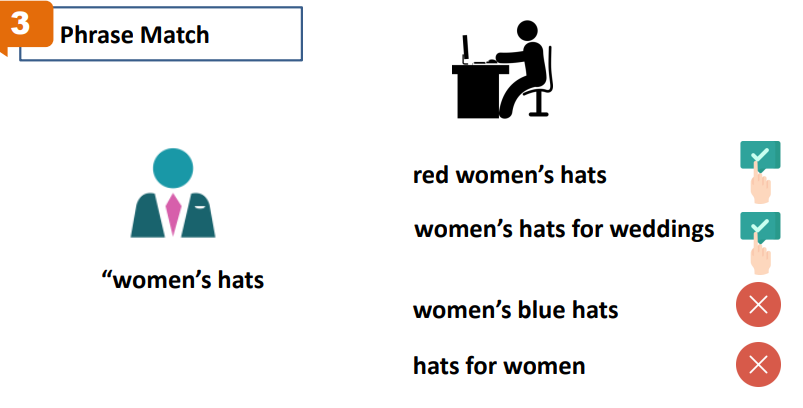 3
Phrase Match
red women’s hats
women’s hats for weddings
“women’s hats
women’s blue hats
hats for women